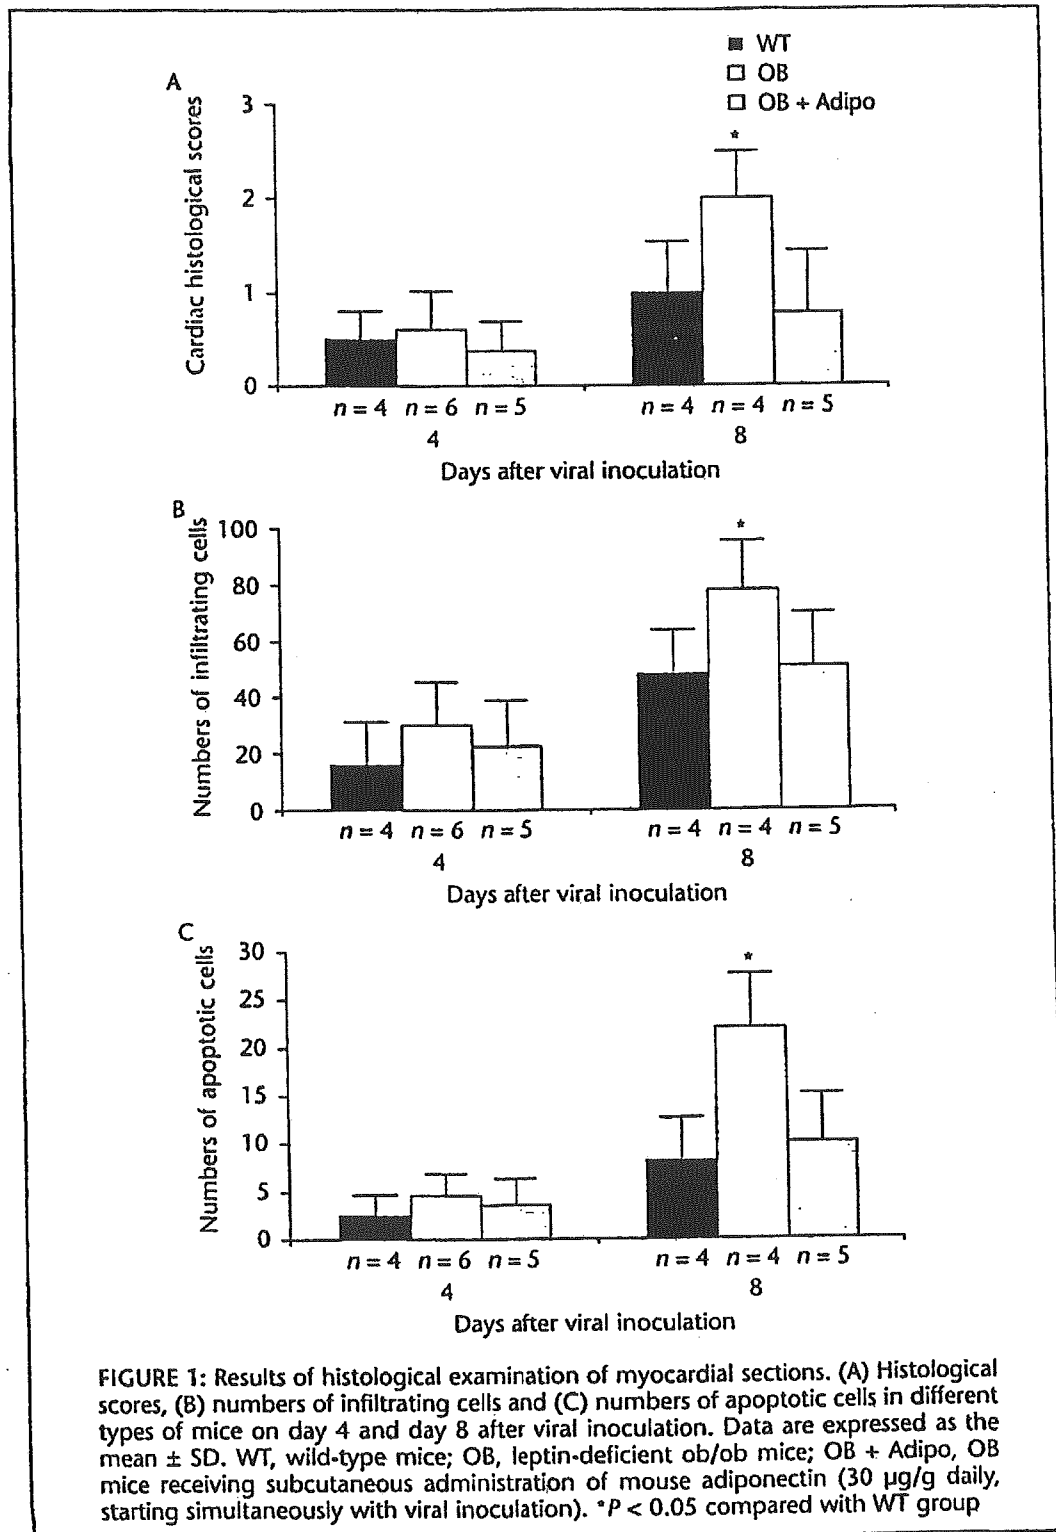 ■ WT
□ OB
□ OB + Adipo
A
Cardiac histological scores
3
2
1
0
*
n = 4 n = 6 n = 5
n = 4 n = 4 n = 5
4
8
Days after viral inoculation
B
Numbers of infiltrating cells
100
80
60
40
20
0
*
n = 4 n = 6 n = 5
n = 4 n = 4 n = 5
4
8
Days after viral inoculation
C
Numbers of apoptotic cells
30
25
20
15
10
5
0
*
n = 4 n = 6 n = 5
n = 4 n = 4 n = 5
4
8
Days after viral inoculation
FIGURE 1: Results of histological examination of myocardial sections. (A) Histological
scores, (B) numbers of infiltrating cells and (C) numbers of apoptotic cells in different
types of mice on day 4 and day 8 after viral inoculation. Data are expressed as the
mean ± SD. WT, wild-type mice; OB, leptin-deficient ob/ob mice; OB + Adipo, OB
mice receiving subcutaneous administration of mouse adiponectin (30 µg/g daily,
starting simultaneously with viral inoculation). *P < 0.05 compared with WT group